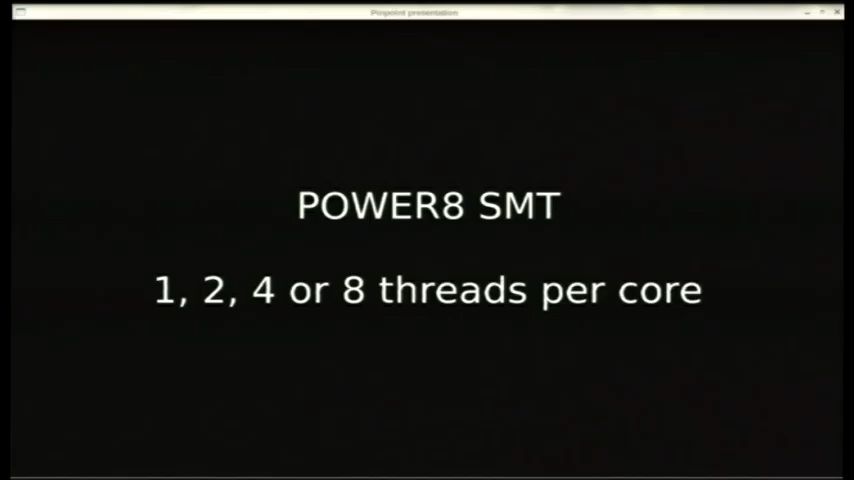 Pinpoint presentation
POWER8 SMT
1, 2, 4 or 8 threads per core